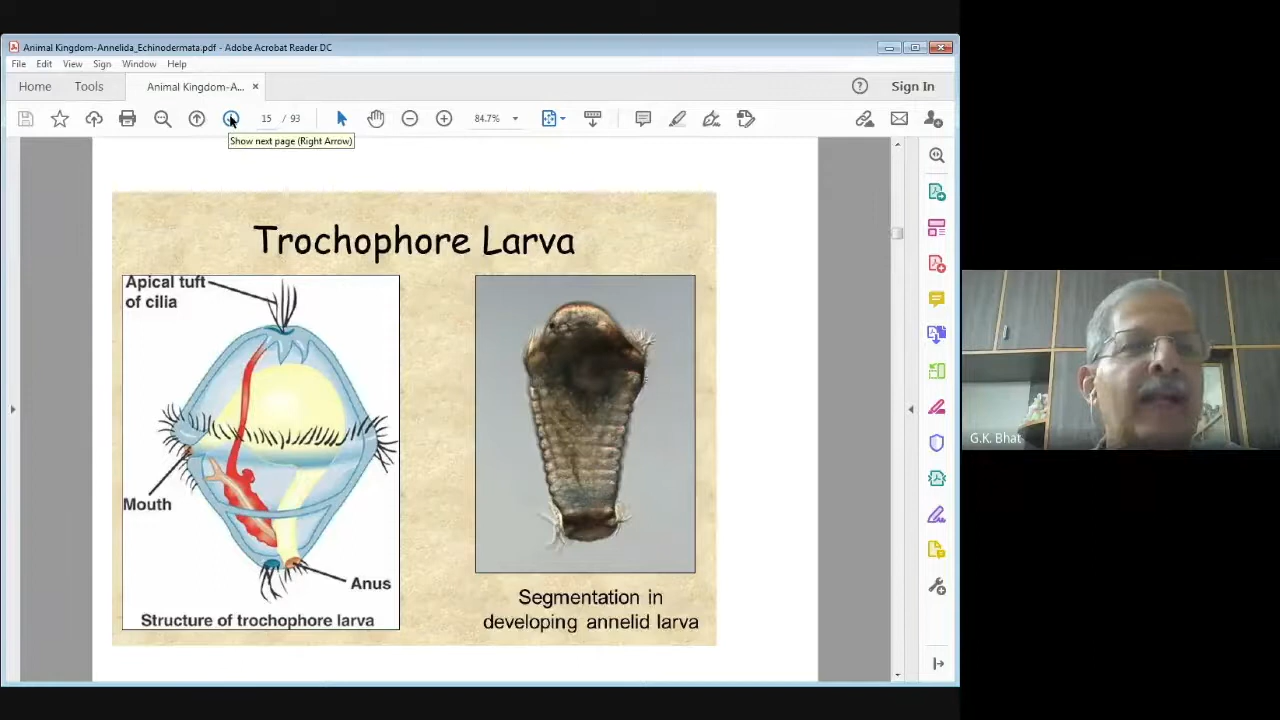 Animal Kingdom-Annelida_Echinodermata.pdf - Adobe Acrobat Reader DC
File Edit View Sign Window Help
Home Tools Animal Kingdom-A... × Sign In
15 / 93 84.7%
Show next page (Right Arrow)
Trochophore Larva
Apical tuft
of cilia
Mouth
Anus
Structure of trochophore larva
Segmentation in
developing annelid larva
G.K. Bhat